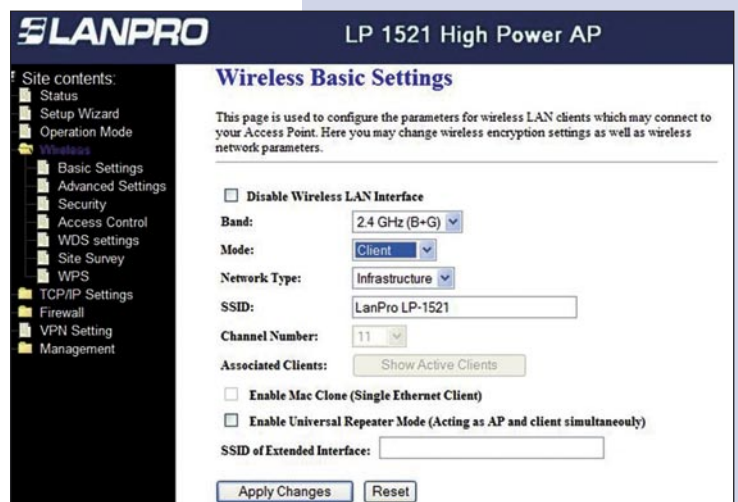 LANPRO
LP 1521 High Power AP
Site contents:
Status
Setup Wizard
Operation Mode
Wireless
Basic Settings
Advanced Settings
Security
Access Control
WDS settings
Site Survey
WPS
TCP/IP Settings
Firewall
VPN Setting
Management
Wireless Basic Settings
This page is used to configure the parameters for wireless LAN clients which may connect to
your Access Point. Here you may change wireless encryption settings as well as wireless
network parameters.
Disable Wireless LAN Interface
Band: 2.4 GHz (B+G)
Mode: Client
Network Type: Infrastructure
SSID: LanPro LP-1521
Channel Number: 11
Associated Clients: Show Active Clients
Enable Mac Clone (Single Ethernet Client)
Enable Universal Repeater Mode (Acting as AP and client simultaneouly)
SSID of Extended Interface:
Apply Changes Reset